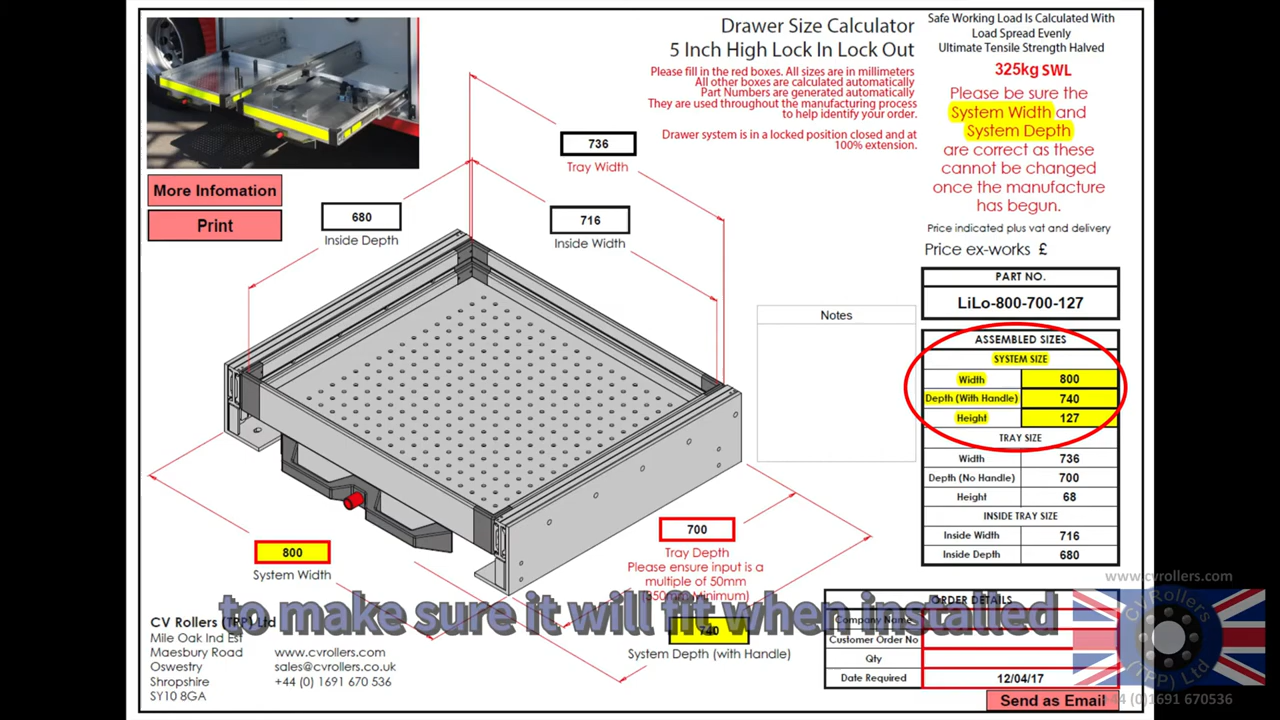 Drawer Size Calculator
5 Inch High Lock In Lock Out
Please fill in the red boxes. All sizes are in millimeters
All other boxes are calculated automatically
Part Numbers are generated automatically
They are used throughout the manufacturing process
to help identify your order.
Drawer system is in a locked position closed and at
100% extension.
Safe Working Load Is Calculated With
Load Spread Evenly
Ultimate Tensile Strength Halved
325kg SWL
Please be sure the
System Width and
System Depth
are correct as these
cannot be changed
once the manufacture
has begun.
Price indicated plus vat and delivery
Price ex-works £
PART NO.
LiLo-800-700-127
ASSEMBLED SIZES
SYSTEM SIZE
Width 800
Depth (With Handle) 740
Height 127
TRAY SIZE
Width 736
Depth (No Handle) 700
Height 68
INSIDE TRAY SIZE
Inside Width 716
Inside Depth 680
More Infomation
Print
736
Tray Width
680
Inside Depth
716
Inside Width
Notes
800
System Width
700
Tray Depth
Please ensure input is a
multiple of 50mm
(350mm Minimum)
740
System Depth (with Handle)
to make sure it will fit when installed
CV Rollers (TPP) Ltd
Mile Oak Ind Est
Maesbury Road www.cvrollers.com
Oswestry sales@cvrollers.co.uk
Shropshire +44 (0) 1691 670 536
SY10 8GA
ORDER DETAILS
Company Name
Customer Order No
Qty
Date Required 12/04/17
Send as Email
www.cvrollers.com
CVRollers
(TPP) Ltd
+44 (0)1691 670536